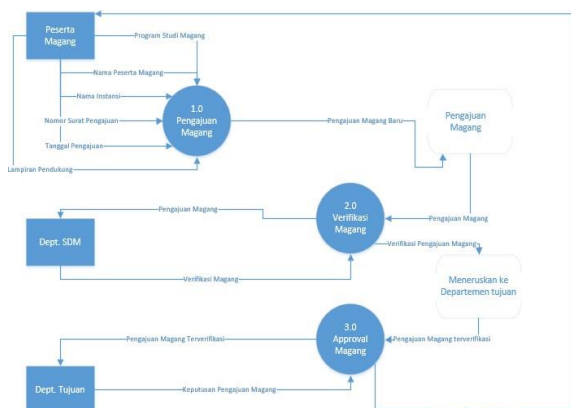 Peserta
Magang
Program Studi Magang
Nama Peserta Magang
Nama Instansi
Nomor Surat Pengajuan
Tanggal Pengajuan
Lampiran Pendukung
1.0
Pengajuan
Magang
Pengajuan Magang Baru
Pengajuan
Magang
Pengajuan Magang
2.0
Verifikasi
Magang
Pengajuan Magang
Dept. SDM
Verifikasi Pengajuan Magang
Verifikasi Magang
Meneruskan ke
Departemen tujuan
3.0
Approval
Magang
Pengajuan Magang Terverifikasi
Pengajuan Magang terverifikasi
Dept. Tujuan
Keputusan Pengajuan Magang